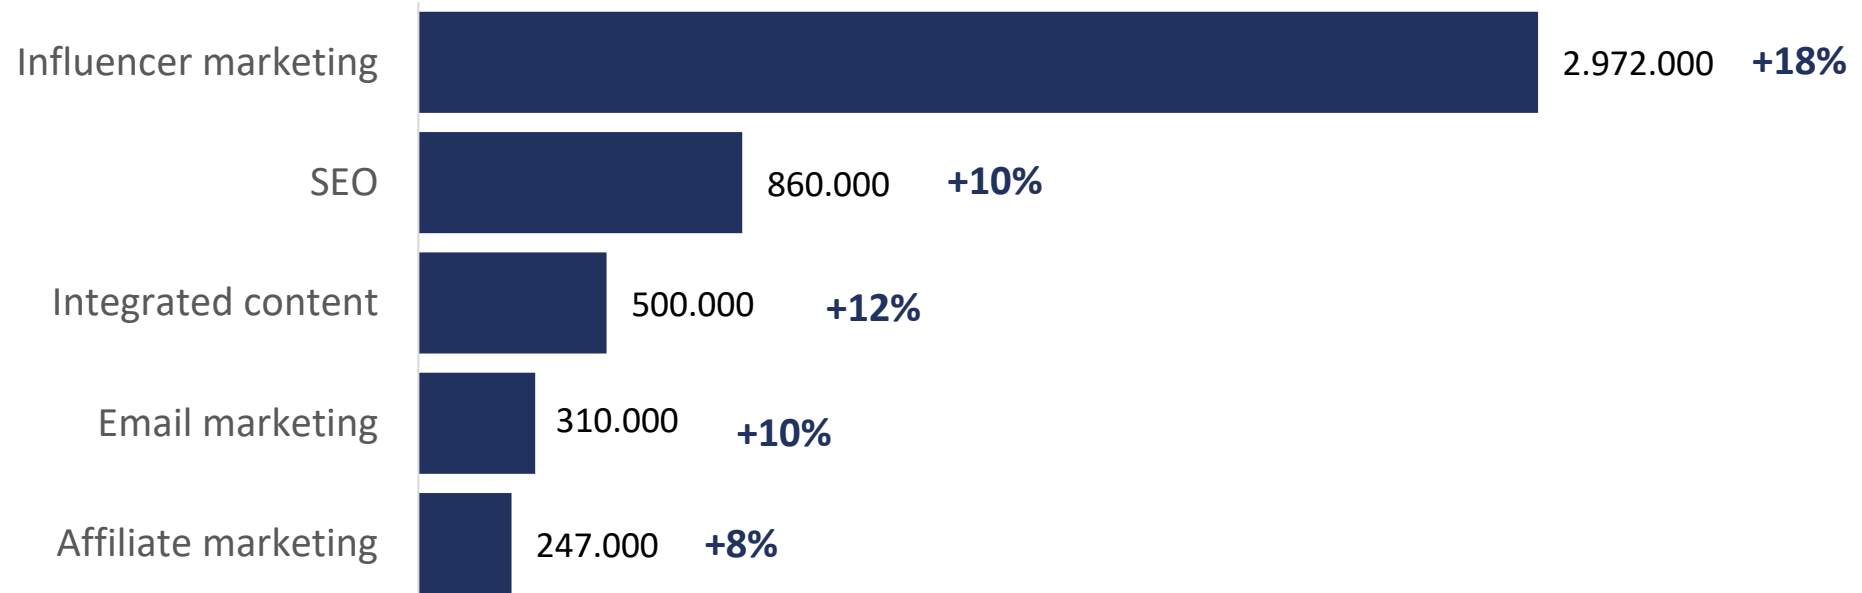 Influencer marketing 2.972.000 +18%
SEO 860.000 +10%
Integrated content 500.000 +12%
Email marketing 310.000 +10%
Affiliate marketing 247.000 +8%